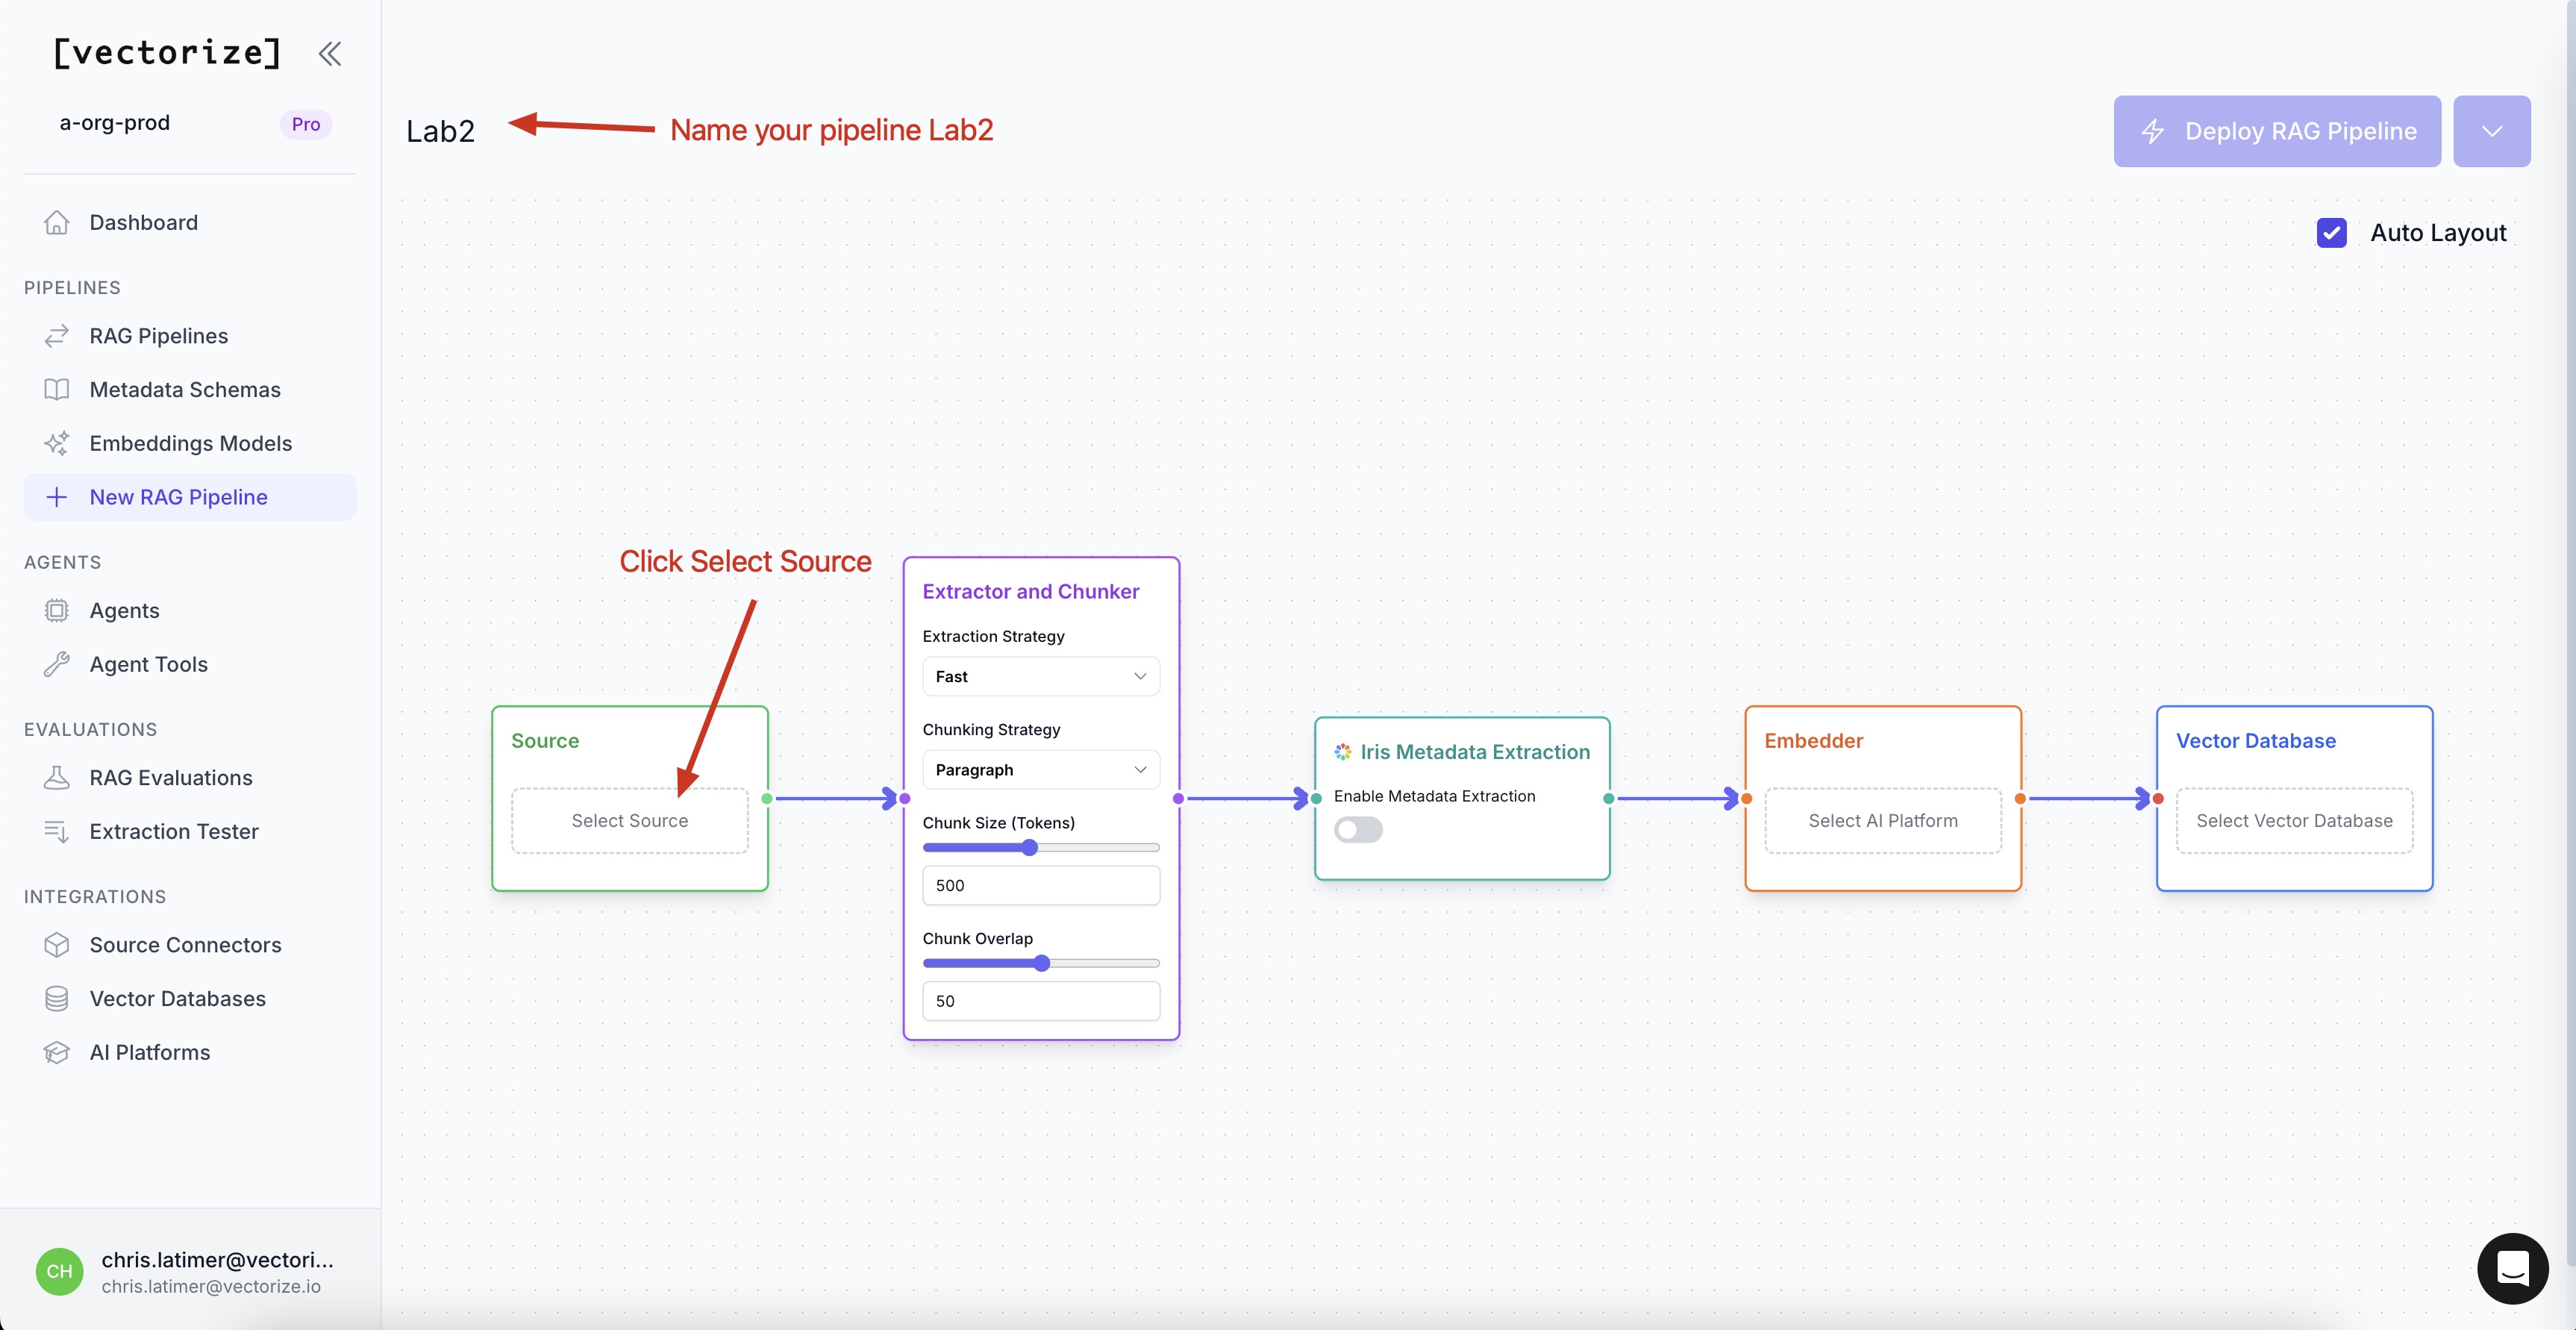 [vectorize]
a-org-prod
Pro
Dashboard
PIPELINES
RAG Pipelines
Metadata Schemas
Embeddings Models
New RAG Pipeline
AGENTS
Agents
Agent Tools
EVALUATIONS
RAG Evaluations
Extraction Tester
INTEGRATIONS
Source Connectors
Vector Databases
AI Platforms
CH
chris.latimer@vectori...
chris.latimer@vectorize.io
Lab2
Name your pipeline Lab2
Deploy RAG Pipeline
Auto Layout
Click Select Source
Source
Select Source
Extractor and Chunker
Extraction Strategy
Fast
Chunking Strategy
Paragraph
Chunk Size (Tokens)
500
Chunk Overlap
50
Iris Metadata Extraction
Enable Metadata Extraction
Embedder
Select AI Platform
Vector Database
Select Vector Database